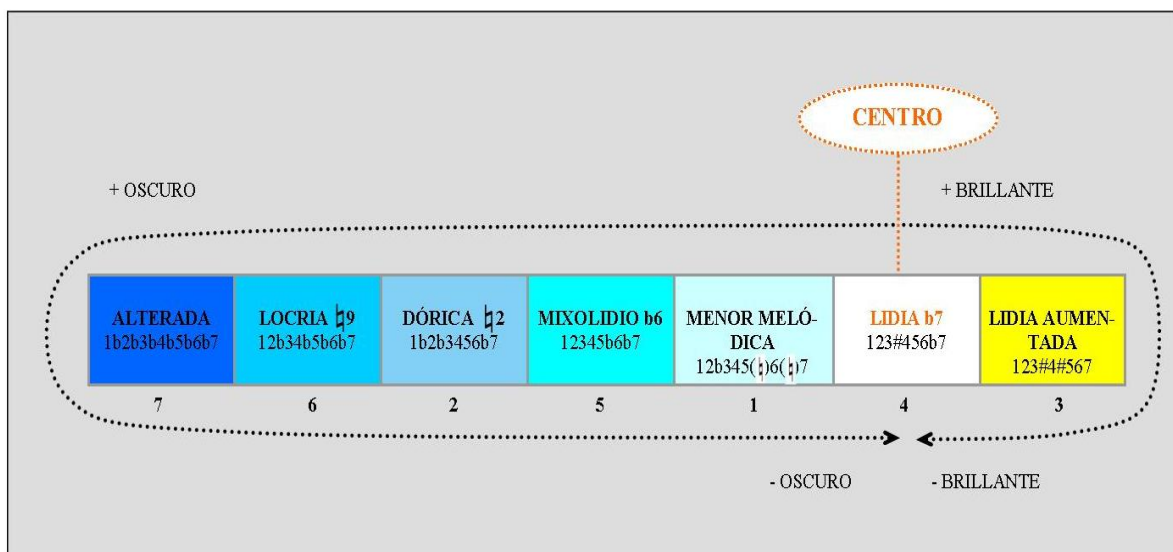 CENTRO
+ OSCURO
+ BRILLANTE
ALTERADA
1b2b3b4b5b6b7
LOCRIA ♮9
12b34b5b6b7
DÓRICA ♮2
1b2b3456b7
MIXOLIDIO b6
12345b6b7
MENOR MELÓ-
DICA
12b345(♮)6(♮)7
LIDIA b7
123#456b7
LIDIA AUMEN-
TADA
123#4#567
7
6
2
5
1
4
3
- OSCURO
- BRILLANTE